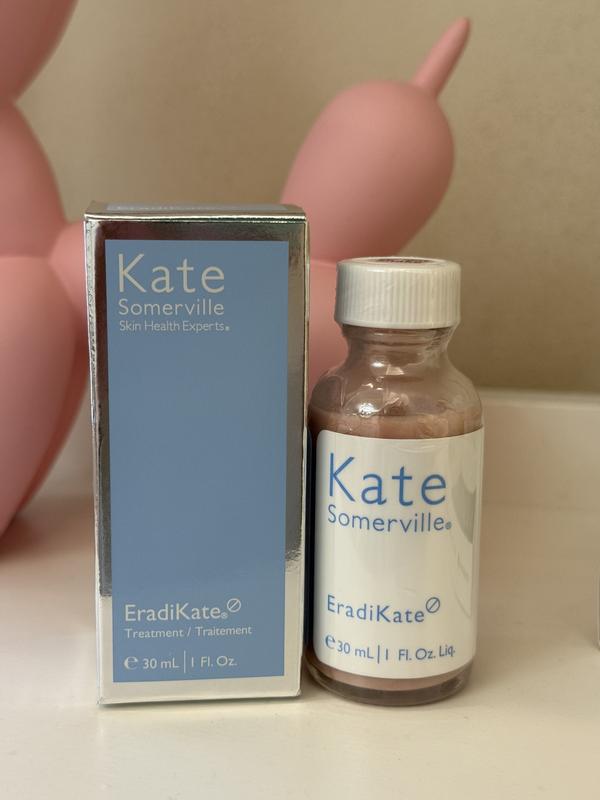 Kate
Somerville
Skin Health Experts®
EradiKate®
Treatment / Traitement
℮ 30 mL | 1 Fl. Oz.
Kate
Somerville®
EradiKate
℮ 30 mL | 1 Fl. Oz. Liq.